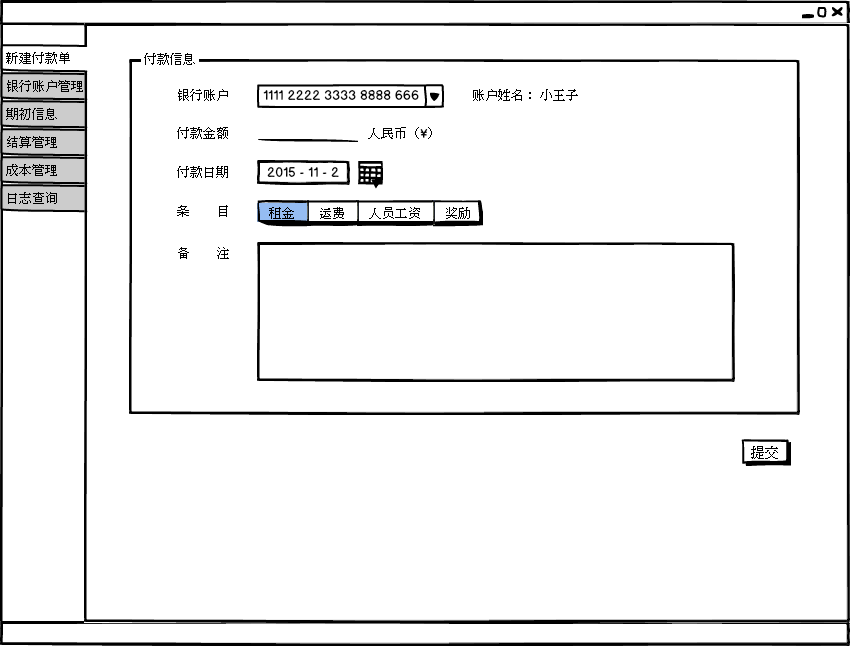 新建付款单
银行账户管理
期初信息
结算管理
成本管理
日志查询
付款信息
银行账户 1111 2222 3333 8888 666 账户姓名： 小王子
付款金额 人民币（¥）
付款日期 2015 - 11 - 2
条 目 租金 运费 人员工资 奖励
备 注
提交